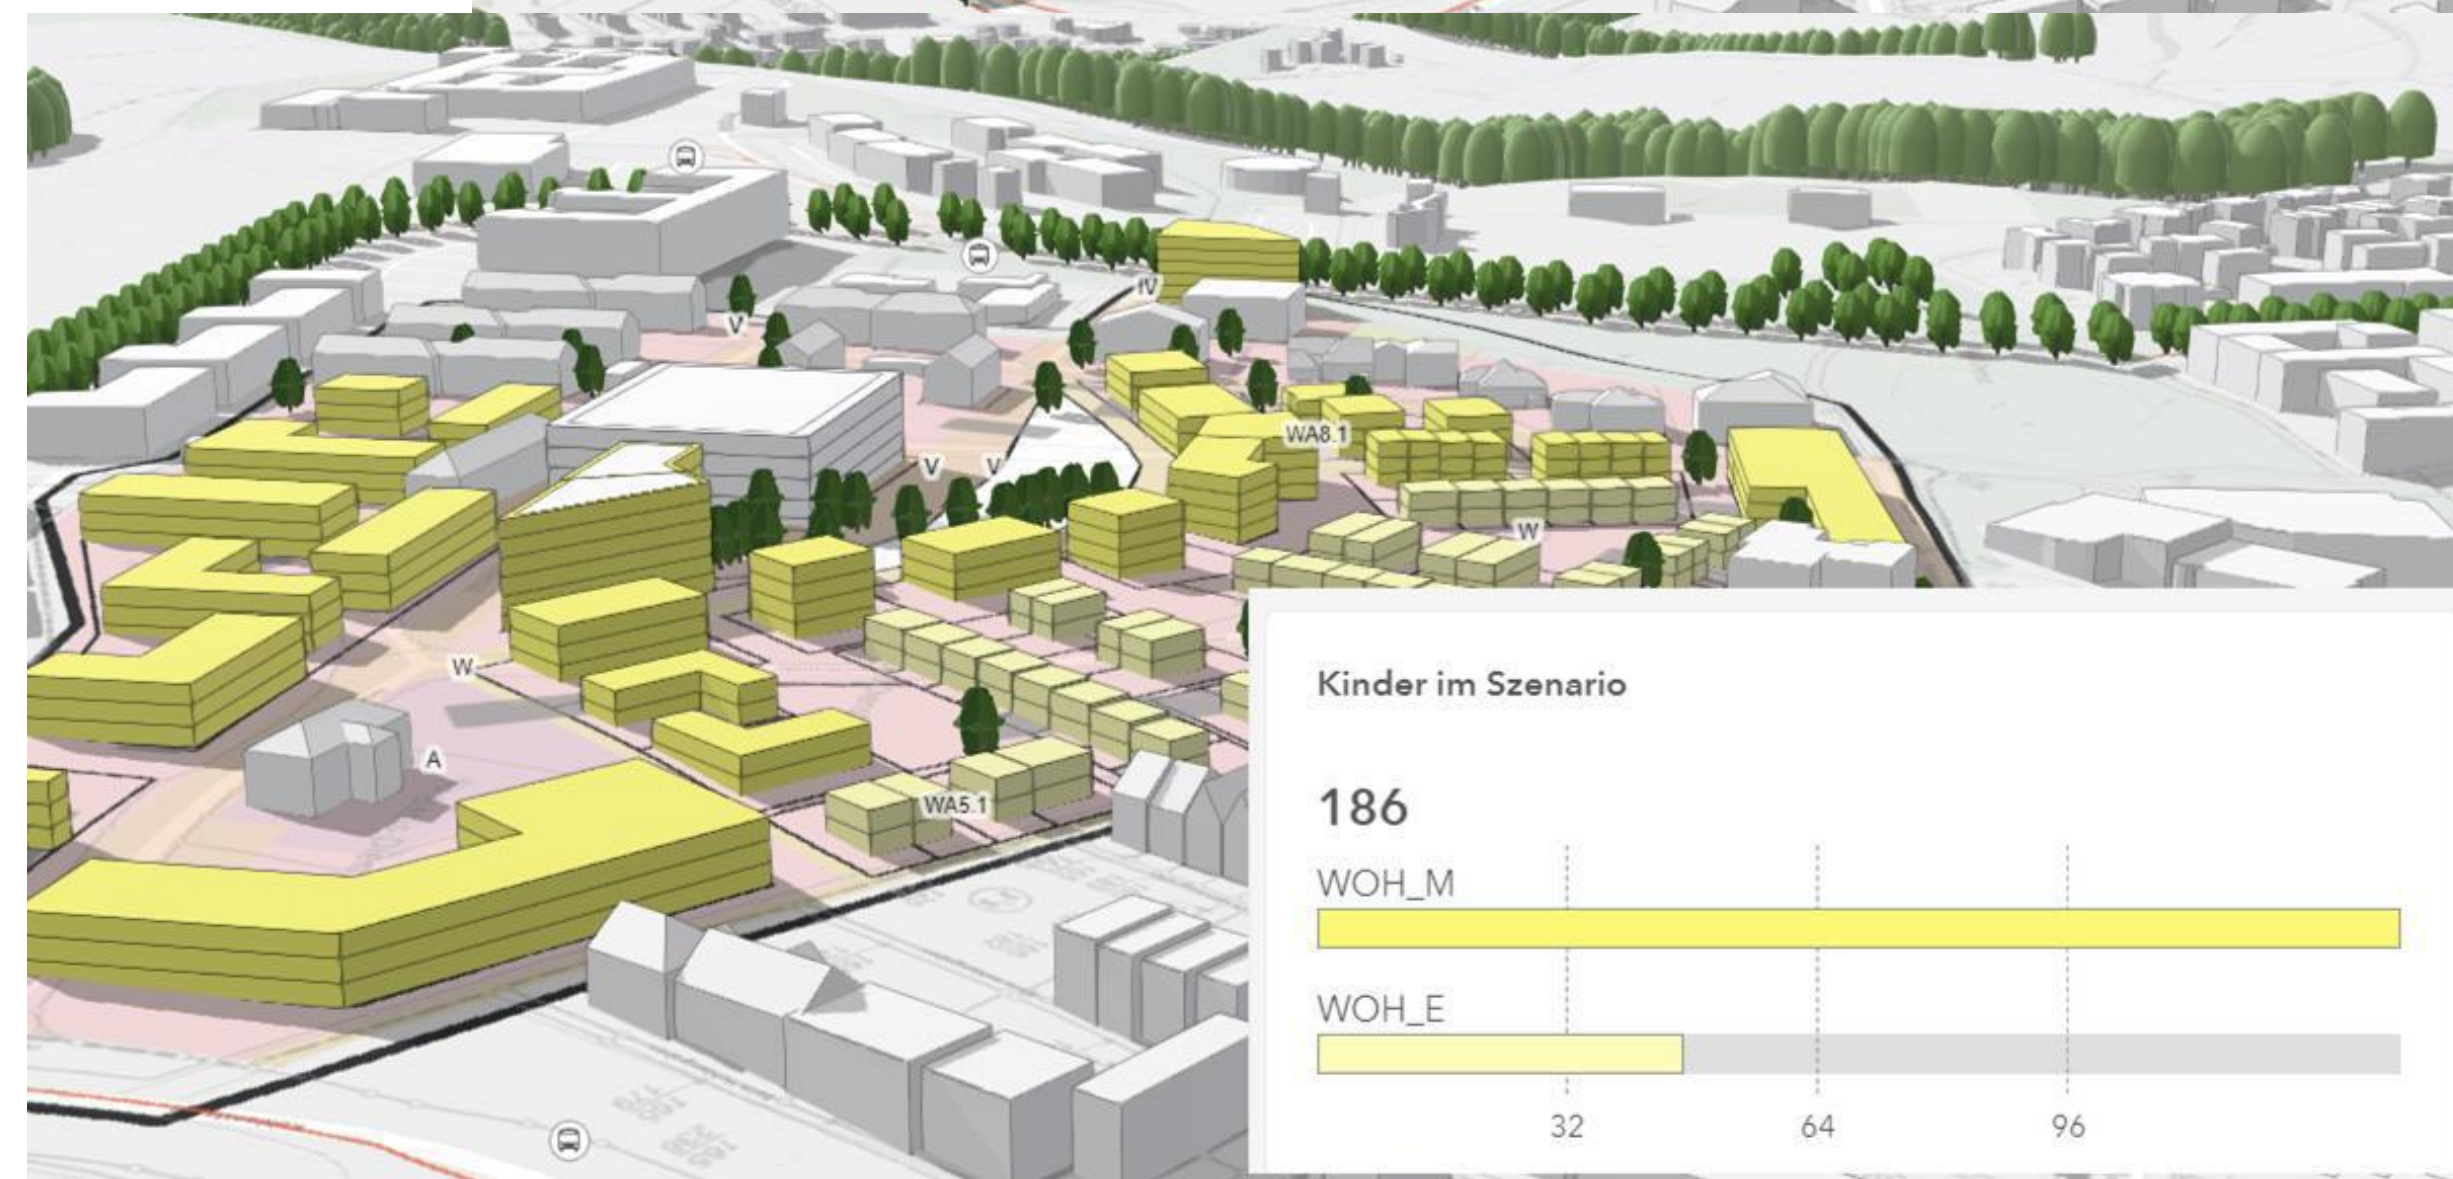 IV
V
WA8.1
V V
W
W
A
WA5.1
Kinder im Szenario
186
WOH_M
WOH_E
32 64 96